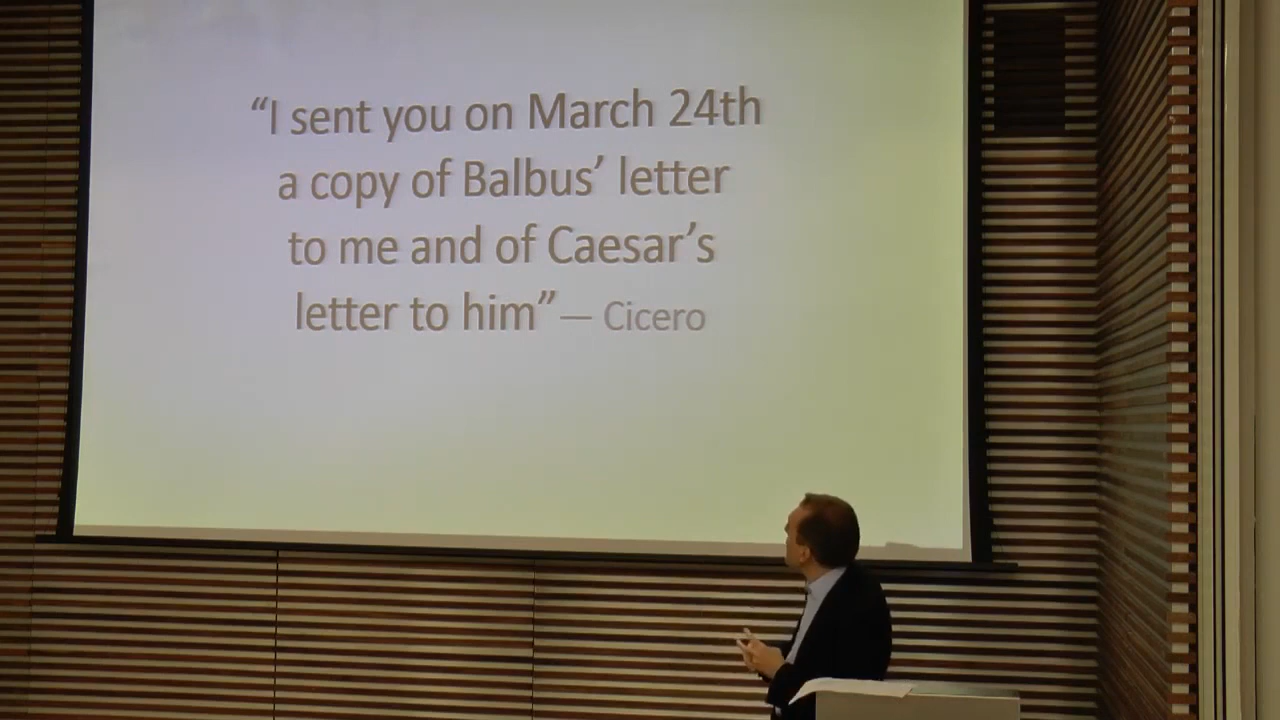 “I sent you on March 24th
a copy of Balbus’ letter
to me and of Caesar’s
letter to him” — Cicero